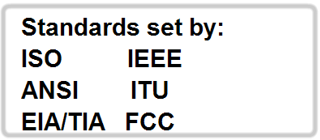 Standards set by:
ISO IEEE
ANSI ITU
EIA/TIA FCC